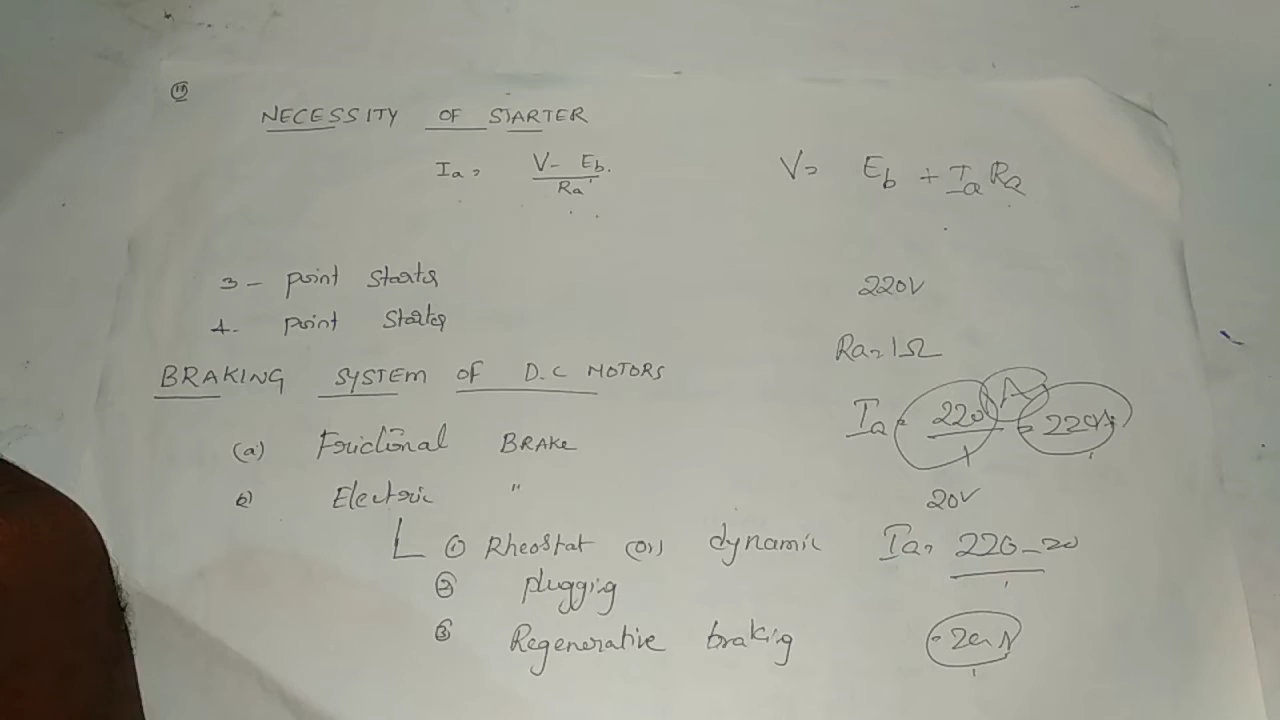 11
NECESSITY OF STARTER
Ia = V - Eb / Ra
V = Eb + Ia Ra
3 - point starter
4 - point starter
BRAKING SYSTEM OF D.C MOTORS
(a) Frictional BRAKE
b) Electric "
① Rheostat (or) dynamic
② plugging
③ Regenerative braking
220V
Ra = 1Ω
Ia = 220 / 1 = 220A
20V
Ia = 220 - 20 / 1